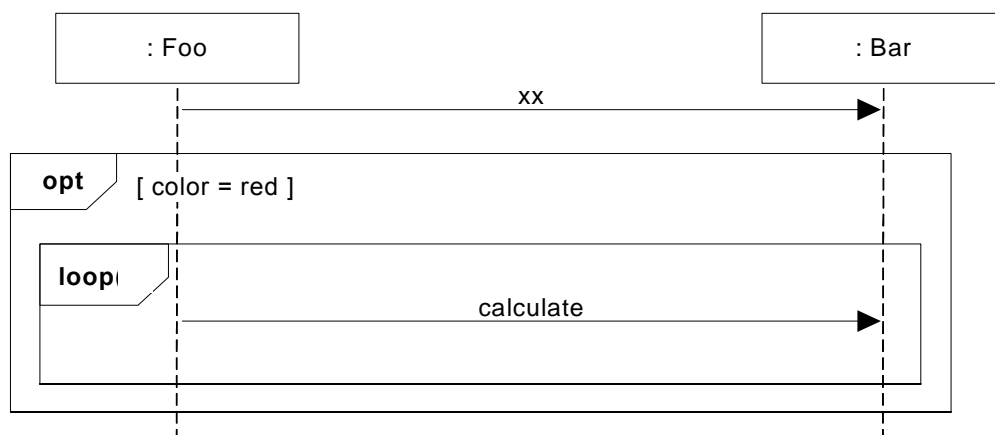 : Foo
: Bar
xx
opt
[ color = red ]
loop(
calculate